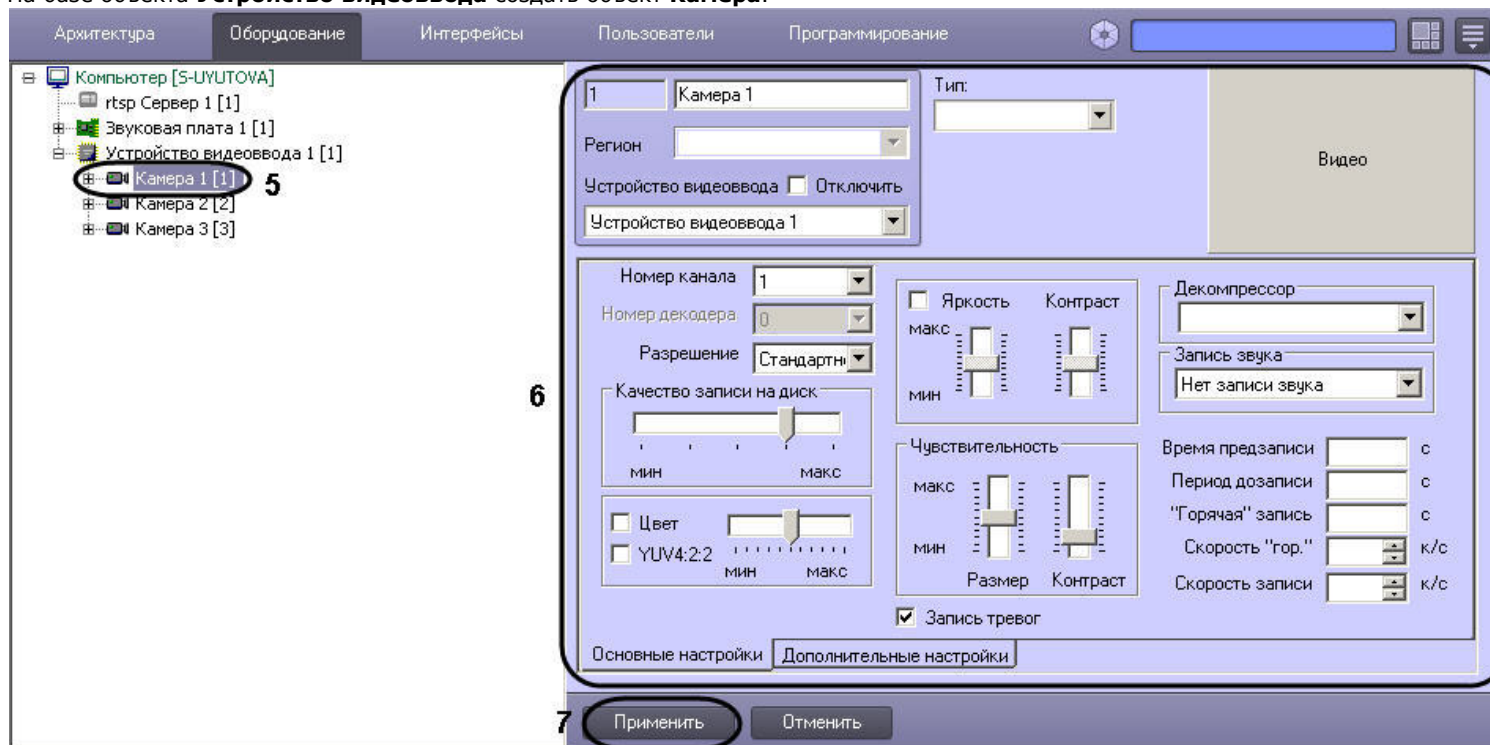 На базе объекта Устройство видеоввода создать объект Камера.
Архитектура Оборудование Интерфейсы Пользователи Программирование
Компьютер [S-UYUTOVA]
rtsp Сервер 1 [1]
Звуковая плата 1 [1]
Устройство видеоввода 1 [1]
Камера 1 [1]
5
Камера 2 [2]
Камера 3 [3]
6
1
Камера 1
Тип:
Регион
Устройство видеоввода Отключить
Устройство видеоввода 1
Видео
Номер канала 1
Номер декодера 0
Разрешение Стандартн
Качество записи на диск
мин макс
Цвет
YUV4:2:2
мин макс
Яркость Контраст
макс
мин
Чувствительность
макс
мин
Размер Контраст
Запись тревог
Декомпрессор
Запись звука
Нет записи звука
Время предзаписи с
Период дозаписи с
"Горячая" запись с
Скорость "гор." к/с
Скорость записи к/с
Основные настройки Дополнительные настройки
7
Применить Отменить